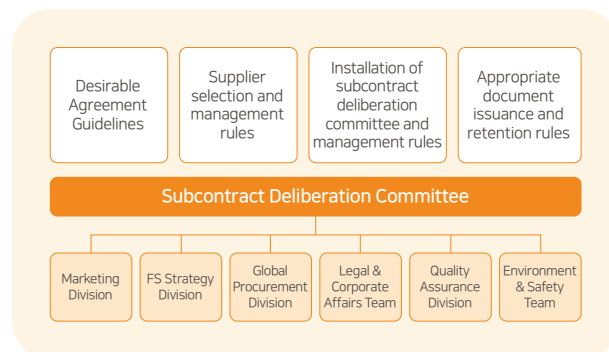 Desirable
Agreement
Guidelines
Supplier
selection and
management
rules
Installation of
subcontract
deliberation
committee and
management rules
Appropriate
document
issuance and
retention rules
Subcontract Deliberation Committee
Marketing
Division
FS Strategy
Division
Global
Procurement
Division
Legal &
Corporate
Affairs Team
Quality
Assurance
Division
Environment
& Safety
Team